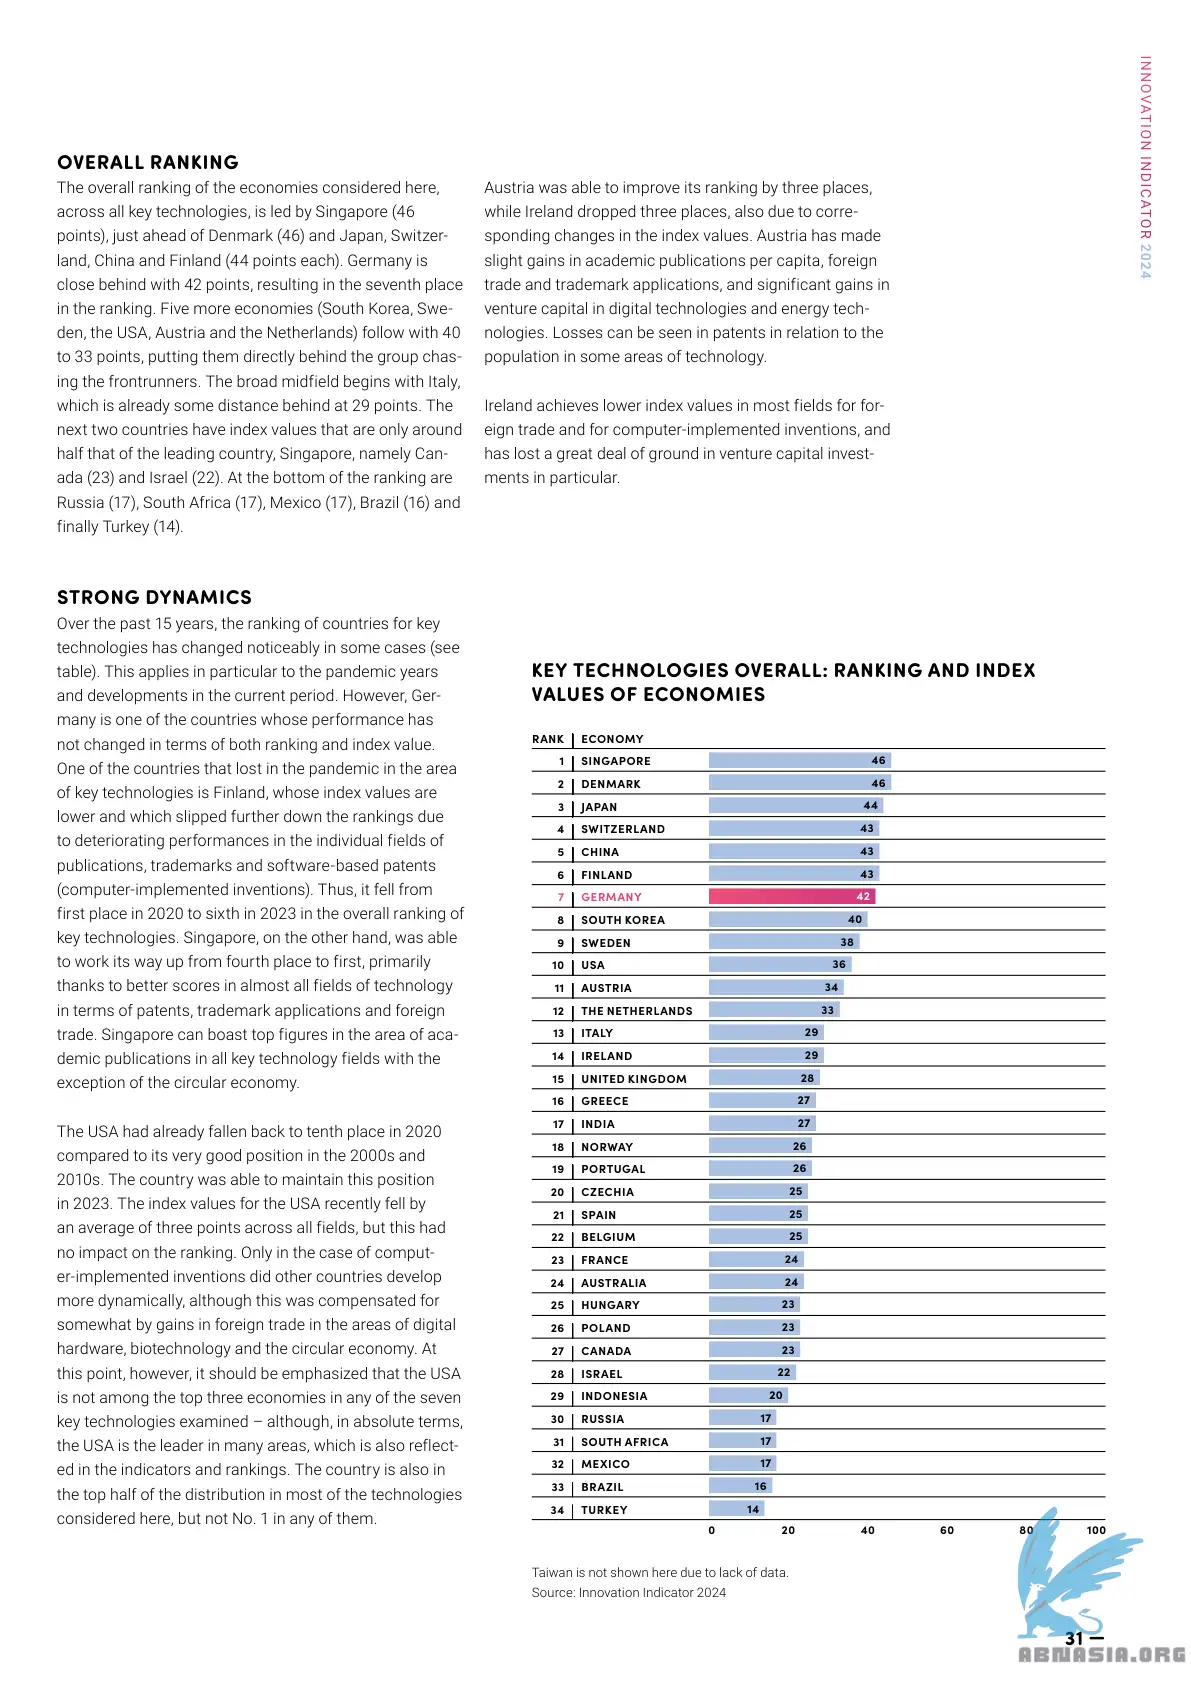 INNOVATION INDICATOR 2024
OVERALL RANKING
The overall ranking of the economies considered here,
across all key technologies, is led by Singapore (46
points), just ahead of Denmark (46) and Japan, Switzer-
land, China and Finland (44 points each). Germany is
close behind with 42 points, resulting in the seventh place
in the ranking. Five more economies (South Korea, Swe-
den, the USA, Austria and the Netherlands) follow with 40
to 33 points, putting them directly behind the group chas-
ing the frontrunners. The broad midfield begins with Italy,
which is already some distance behind at 29 points. The
next two countries have index values that are only around
half that of the leading country, Singapore, namely Can-
ada (23) and Israel (22). At the bottom of the ranking are
Russia (17), South Africa (17), Mexico (17), Brazil (16) and
finally Turkey (14).
STRONG DYNAMICS
Over the past 15 years, the ranking of countries for key
technologies has changed noticeably in some cases (see
table). This applies in particular to the pandemic years
and developments in the current period. However, Ger-
many is one of the countries whose performance has
not changed in terms of both ranking and index value.
One of the countries that lost in the pandemic in the area
of key technologies is Finland, whose index values are
lower and which slipped further down the rankings due
to deteriorating performances in the individual fields of
publications, trademarks and software-based patents
(computer-implemented inventions). Thus, it fell from
first place in 2020 to sixth in 2023 in the overall ranking of
key technologies. Singapore, on the other hand, was able
to work its way up from fourth place to first, primarily
thanks to better scores in almost all fields of technology
in terms of patents, trademark applications and foreign
trade. Singapore can boast top figures in the area of aca-
demic publications in all key technology fields with the
exception of the circular economy.
The USA had already fallen back to tenth place in 2020
compared to its very good position in the 2000s and
2010s. The country was able to maintain this position
in 2023. The index values for the USA recently fell by
an average of three points across all fields, but this had
no impact on the ranking. Only in the case of comput-
er-implemented inventions did other countries develop
more dynamically, although this was compensated for
somewhat by gains in foreign trade in the areas of digital
hardware, biotechnology and the circular economy. At
this point, however, it should be emphasized that the USA
is not among the top three economies in any of the seven
key technologies examined – although, in absolute terms,
the USA is the leader in many areas, which is also reflect-
ed in the indicators and rankings. The country is also in
the top half of the distribution in most of the technologies
considered here, but not No. 1 in any of them.
Austria was able to improve its ranking by three places,
while Ireland dropped three places, also due to corre-
sponding changes in the index values. Austria has made
slight gains in academic publications per capita, foreign
trade and trademark applications, and significant gains in
venture capital in digital technologies and energy tech-
nologies. Losses can be seen in patents in relation to the
population in some areas of technology.
Ireland achieves lower index values in most fields for for-
eign trade and for computer-implemented inventions, and
has lost a great deal of ground in venture capital invest-
ments in particular.
KEY TECHNOLOGIES OVERALL: RANKING AND INDEX
VALUES OF ECONOMIES
RANK | ECONOMY
1 | SINGAPORE 46
2 | DENMARK 46
3 | JAPAN 44
4 | SWITZERLAND 43
5 | CHINA 43
6 | FINLAND 43
7 | GERMANY 42
8 | SOUTH KOREA 40
9 | SWEDEN 38
10 | USA 36
11 | AUSTRIA 34
12 | THE NETHERLANDS 33
13 | ITALY 29
14 | IRELAND 29
15 | UNITED KINGDOM 28
16 | GREECE 27
17 | INDIA 27
18 | NORWAY 26
19 | PORTUGAL 26
20 | CZECHIA 25
21 | SPAIN 25
22 | BELGIUM 25
23 | FRANCE 24
24 | AUSTRALIA 24
25 | HUNGARY 23
26 | POLAND 23
27 | CANADA 23
28 | ISRAEL 22
29 | INDONESIA 20
30 | RUSSIA 17
31 | SOUTH AFRICA 17
32 | MEXICO 17
33 | BRAZIL 16
34 | TURKEY 14
0 20 40 60 80 100
Taiwan is not shown here due to lack of data.
Source: Innovation Indicator 2024
31 —
ABNASIA.ORG